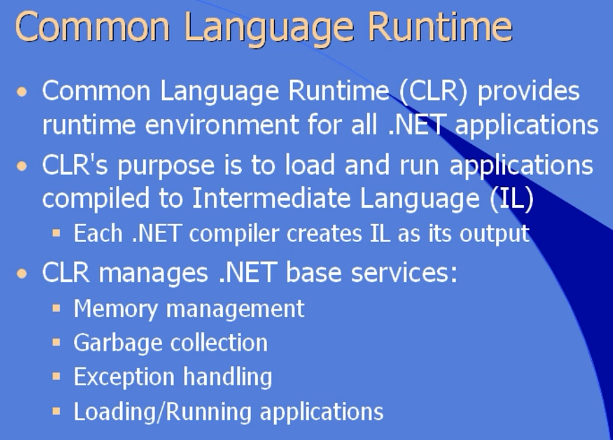 Common Language Runtime
• Common Language Runtime (CLR) provides
runtime environment for all .NET applications
• CLR's purpose is to load and run applications
compiled to Intermediate Language (IL)
▪ Each .NET compiler creates IL as its output
• CLR manages .NET base services:
▪ Memory management
▪ Garbage collection
▪ Exception handling
▪ Loading/Running applications